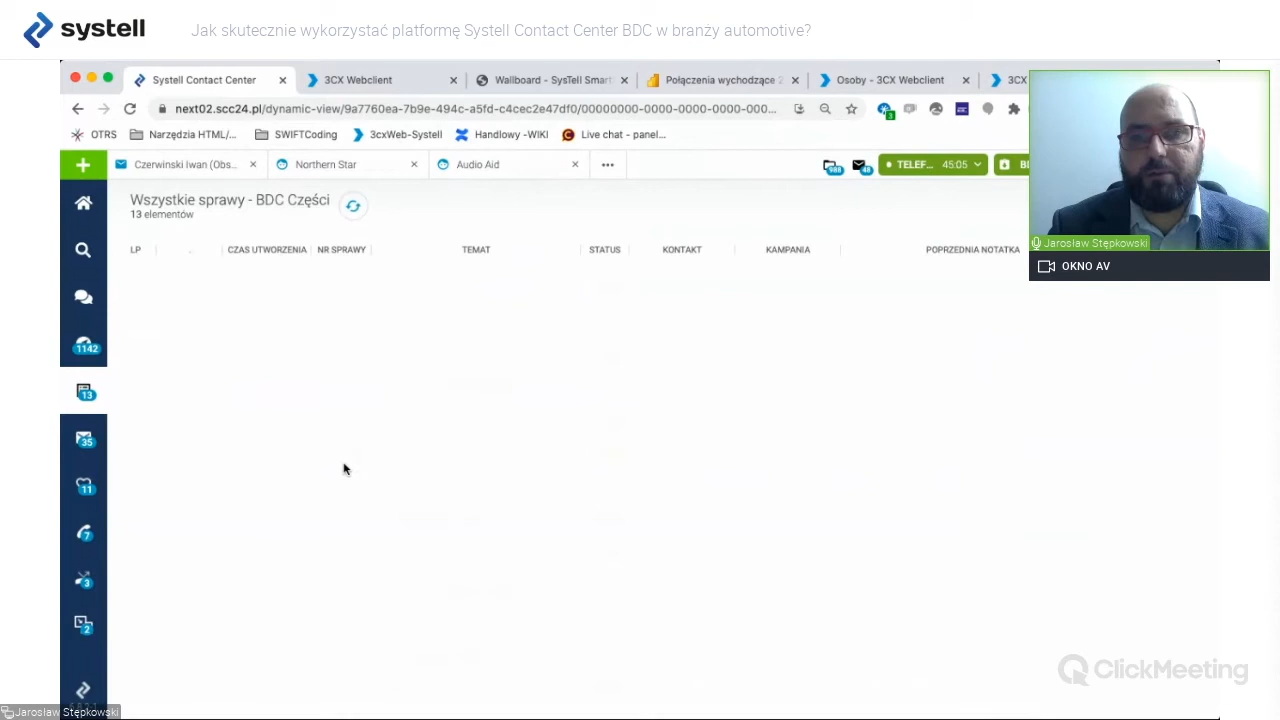 systell
Jak skutecznie wykorzystać platformę Systell Contact Center BDC w branży automotive?
Systell Contact Center
3CX Webclient
Wallboard - SysTell Smart
Połączenia wychodzące 2
Osoby - 3CX Webclient
3CX
next02.scc24.pl/dynamic-view/9a7760ea-7b9e-494c-a5fd-c4cec2e47df0/00000000-0000-0000-0000-000...
OTRS
Narzędzia HTML/...
SWIFTCoding
3cxWeb-Systell
Handlowy -WIKI
Live chat - panel...
Czerwinski Iwan (Obs...
Northern Star
Audio Aid
988
48
TELEF... 45:05
Wszystkie sprawy - BDC Części
13 elementów
LP
CZAS UTWORZENIA
NR SPRAWY
TEMAT
STATUS
KONTAKT
KAMPANIA
POPRZEDNIA NOTATKA
Jarosław Stępkowski
OKNO AV
1142
13
35
11
7
3
2
ClickMeeting
Jarosław Stępkowski